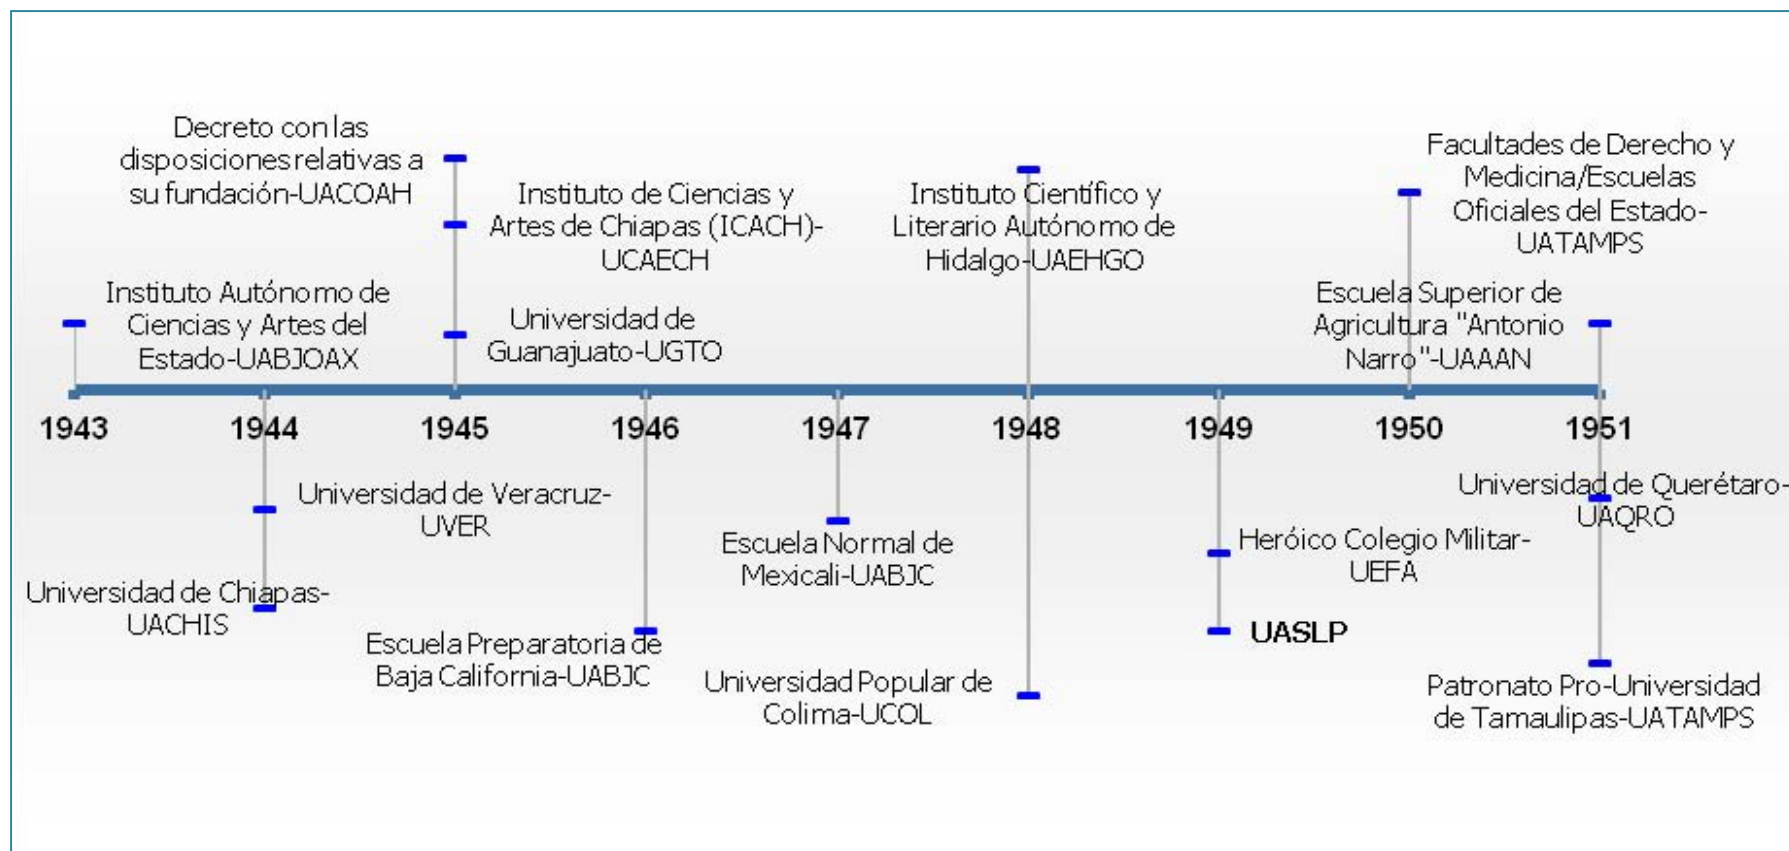 Decreto con las
disposiciones relativas a
su fundación-UACOAH
Instituto de Ciencias y
Artes de Chiapas (ICACH)-
UCAECH
Instituto Científico y
Literario Autónomo de
Hidalgo-UAEHGO
Facultades de Derecho y
Medicina/Escuelas
Oficiales del Estado-
UATAMPS
Instituto Autónomo de
Ciencias y Artes del
Estado-UABJOAX
Universidad de
Guanajuato-UGTO
Escuela Superior de
Agricultura "Antonio
Narro"-UAAAN
1943 1944 1945 1946 1947 1948 1949 1950 1951
Universidad de Veracruz-
UVER
Universidad de Chiapas-
UACHIS
Escuela Preparatoria de
Baja California-UABJC
Escuela Normal de
Mexicali-UABJC
Universidad Popular de
Colima-UCOL
Heróico Colegio Militar-
UEFA
UASLP
Universidad de Querétaro-
UAQRO
Patronato Pro-Universidad
de Tamaulipas-UATAMPS